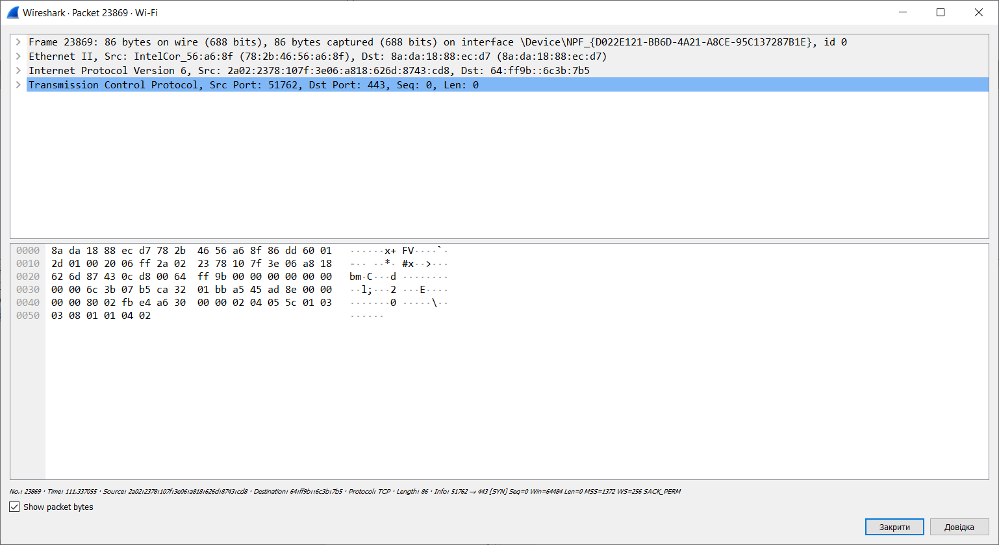 Wireshark · Packet 23869 · Wi-Fi
Frame 23869: 86 bytes on wire (688 bits), 86 bytes captured (688 bits) on interface \Device\NPF_{D022E121-BB6D-4A21-A8CE-95C137287B1E}, id 0
Ethernet II, Src: IntelCor_56:a6:8f (78:2b:46:56:a6:8f), Dst: 8a:da:18:88:ec:d7 (8a:da:18:88:ec:d7)
Internet Protocol Version 6, Src: 2a02:2378:107f:3e06:a818:626d:8743:cd8, Dst: 64:ff9b::6c3b:7b5
Transmission Control Protocol, Src Port: 51762, Dst Port: 443, Seq: 0, Len: 0
0000 8a da 18 88 ec d7 78 2b 46 56 a6 8f 86 dd 60 01 ······x+ FV····`·
0010 2d 01 00 20 06 ff 2a 02 23 78 10 7f 3e 06 a8 18 -·· ··*· #x··>···
0020 62 6d 87 43 0c d8 00 64 ff 9b 00 00 00 00 00 00 bm·C···d ········
0030 00 00 6c 3b 07 b5 ca 32 01 bb a5 45 ad 8e 00 00 ··l;···2 ···E····
0040 00 00 80 02 fb e4 a6 30 00 00 02 04 05 5c 01 03 ·······0 ·····\··
0050 03 08 01 01 04 02 ······
No.: 23869 · Time: 111.337055 · Source: 2a02:2378:107f:3e06:a818:626d:8743:cd8 · Destination: 64:ff9b::6c3b:7b5 · Protocol: TCP · Length: 86 · Info: 51762 → 443 [SYN] Seq=0 Win=64484 Len=0 MSS=1372 WS=256 SACK_PERM
Show packet bytes
Закрити Довідка